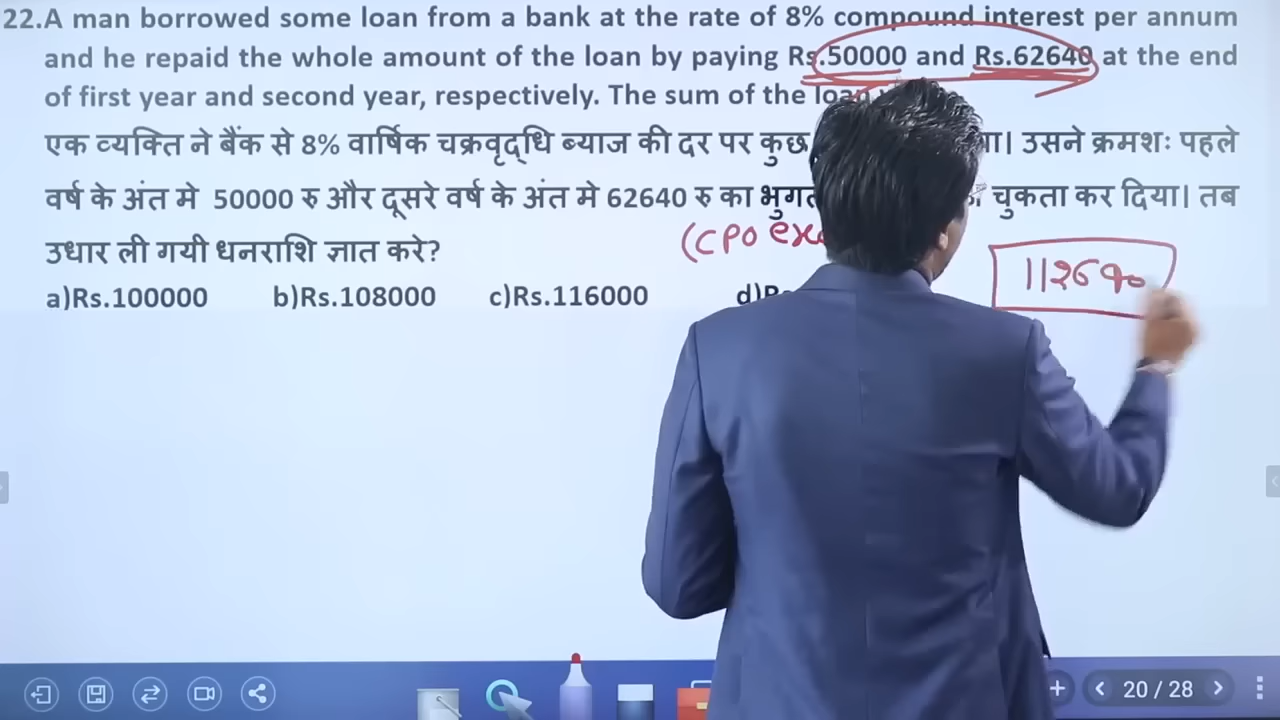 22.A man borrowed some loan from a bank at the rate of 8% compound interest per annum
and he repaid the whole amount of the loan by paying Rs.50000 and Rs.62640 at the end
of first year and second year, respectively. The sum of the loan
एक व्यक्ति ने बैंक से 8% वार्षिक चक्रवृद्धि ब्याज की दर पर कुछ उसने क्रमशः पहले
वर्ष के अंत मे 50000 रु और दूसरे वर्ष के अंत मे 62640 रु का चुकता कर दिया। तब
उधार ली गयी धनराशि ज्ञात करे?
(CPO
112640
a)Rs.100000 b)Rs.108000 c)Rs.116000 d)
20 / 28